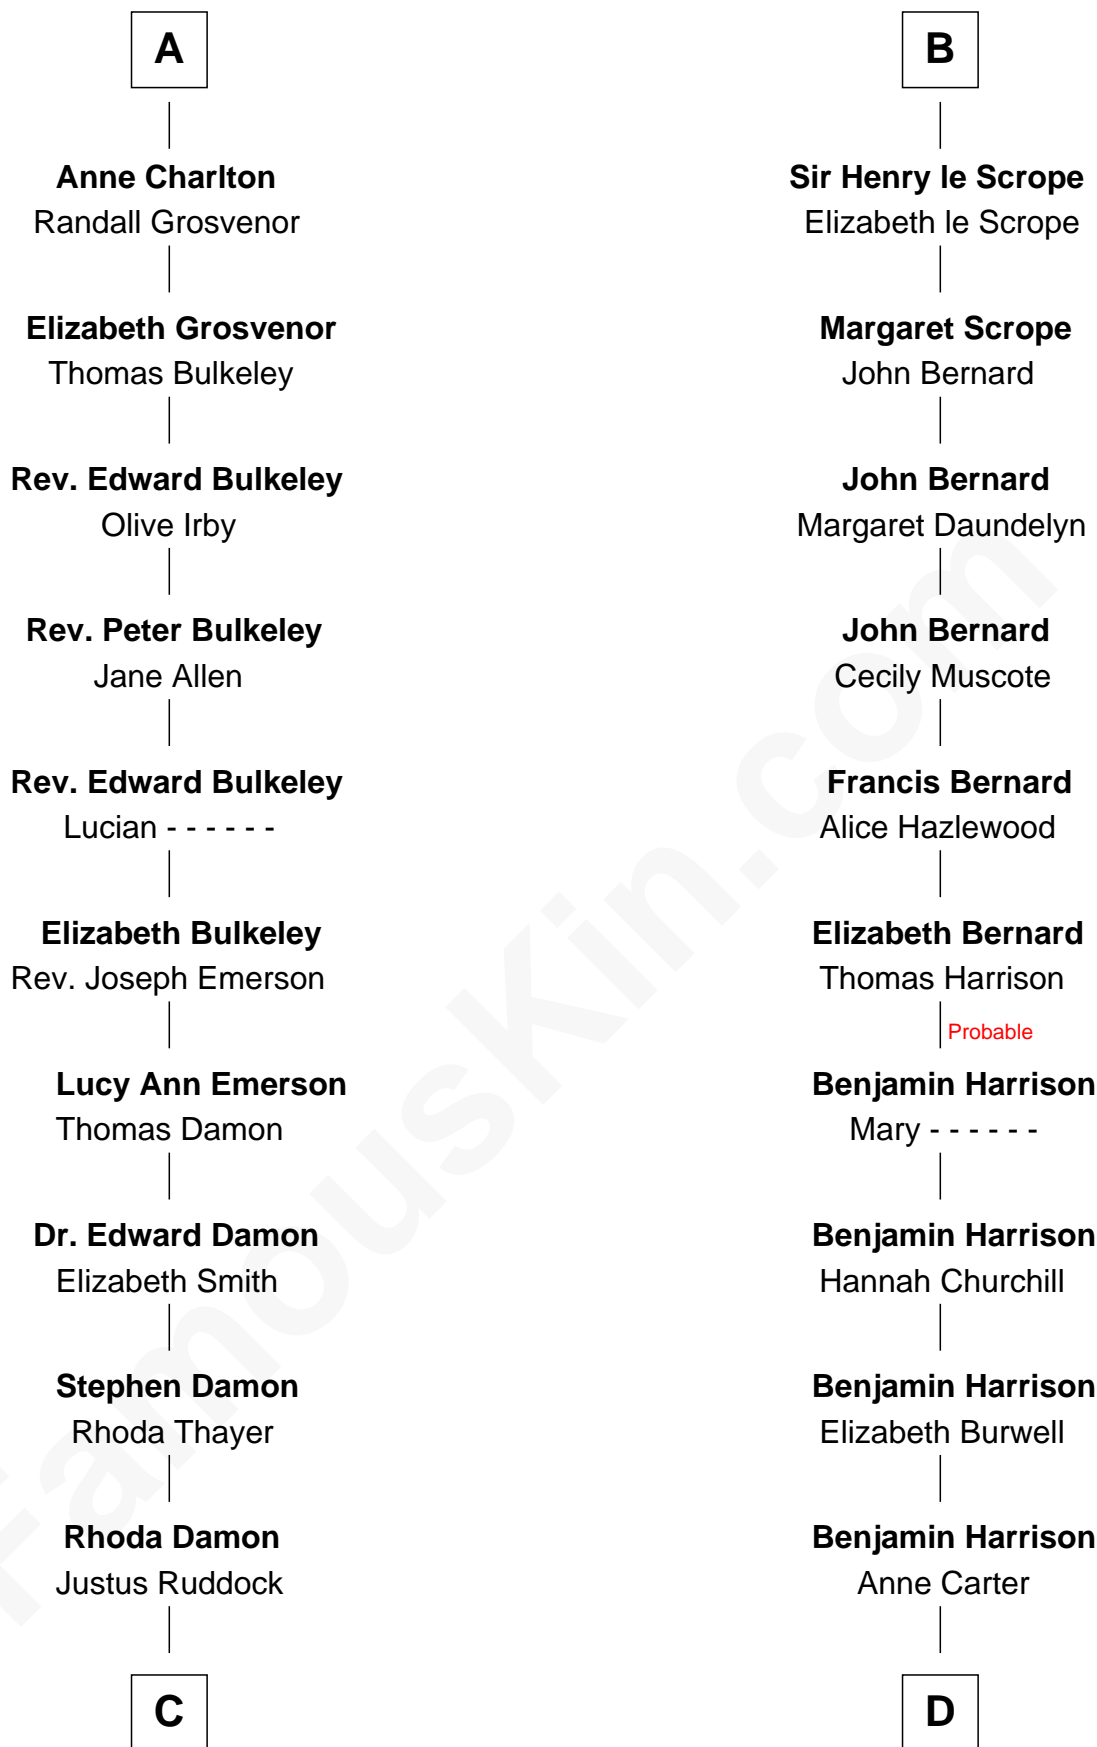 A
Anne Charlton
Randall Grosvenor
Elizabeth Grosvenor
Thomas Bulkeley
Rev. Edward Bulkeley
Olive Irby
Rev. Peter Bulkeley
Jane Allen
Rev. Edward Bulkeley
Lucian - - - - - -
Elizabeth Bulkeley
Rev. Joseph Emerson
Lucy Ann Emerson
Thomas Damon
Dr. Edward Damon
Elizabeth Smith
Stephen Damon
Rhoda Thayer
Rhoda Damon
Justus Ruddock
C
B
Sir Henry le Scrope
Elizabeth le Scrope
Margaret Scrope
John Bernard
John Bernard
Margaret Daundelyn
John Bernard
Cecily Muscote
Francis Bernard
Alice Hazlewood
Elizabeth Bernard
Thomas Harrison
Probable
Benjamin Harrison
Mary - - - - - -
Benjamin Harrison
Hannah Churchill
Benjamin Harrison
Elizabeth Burwell
Benjamin Harrison
Anne Carter
D
FamousKin.com